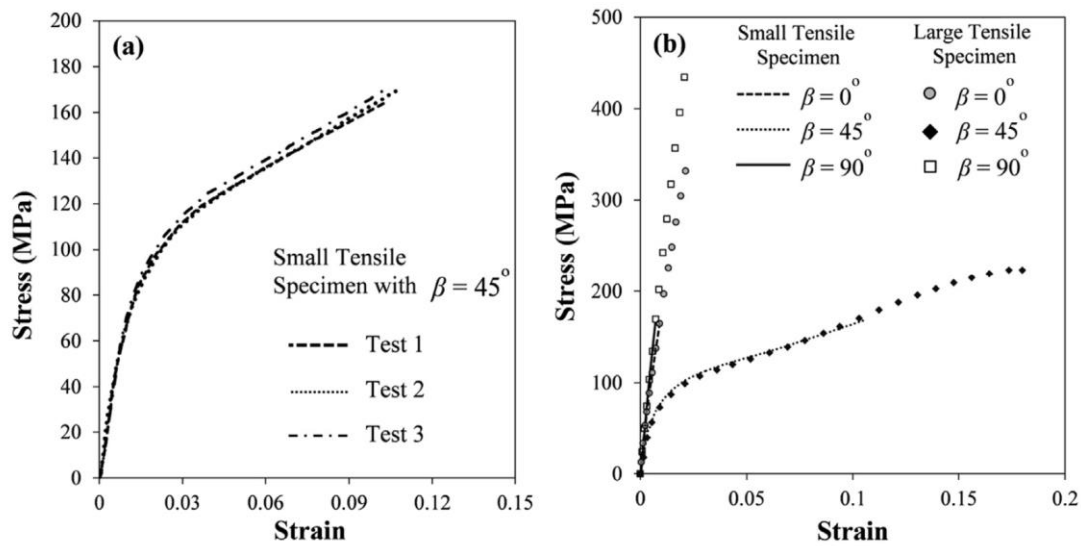 (a)
Stress (MPa)
200
180
160
140
120
100
80
60
40
20
0
Small Tensile
Specimen with β = 45°
Test 1
Test 2
Test 3
0 0.03 0.06 0.09 0.12 0.15
Strain
(b)
Stress (MPa)
500
400
300
200
100
0
Small Tensile
Specimen
β = 0°
β = 45°
β = 90°
Large Tensile
Specimen
β = 0°
β = 45°
β = 90°
0 0.05 0.1 0.15 0.2
Strain